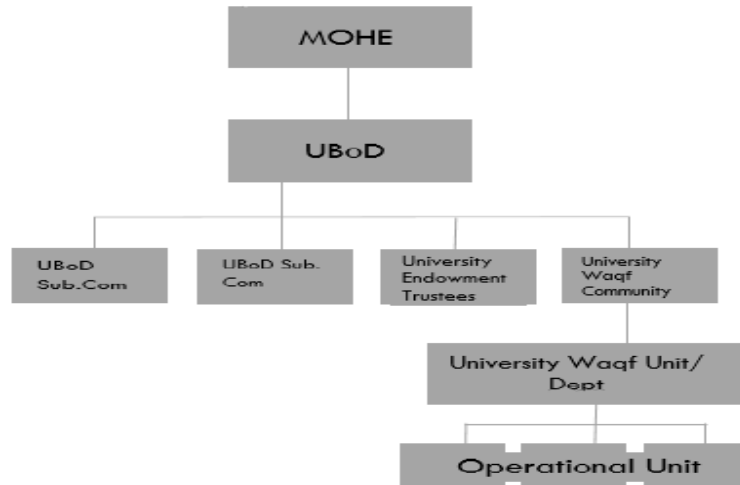 MOHE
UBoD
UBoD
Sub.Com
UBoD Sub.
Com
University
Endowment
Trustees
University
Waqf
Community
University Waqf Unit/
Dept
Operational Unit